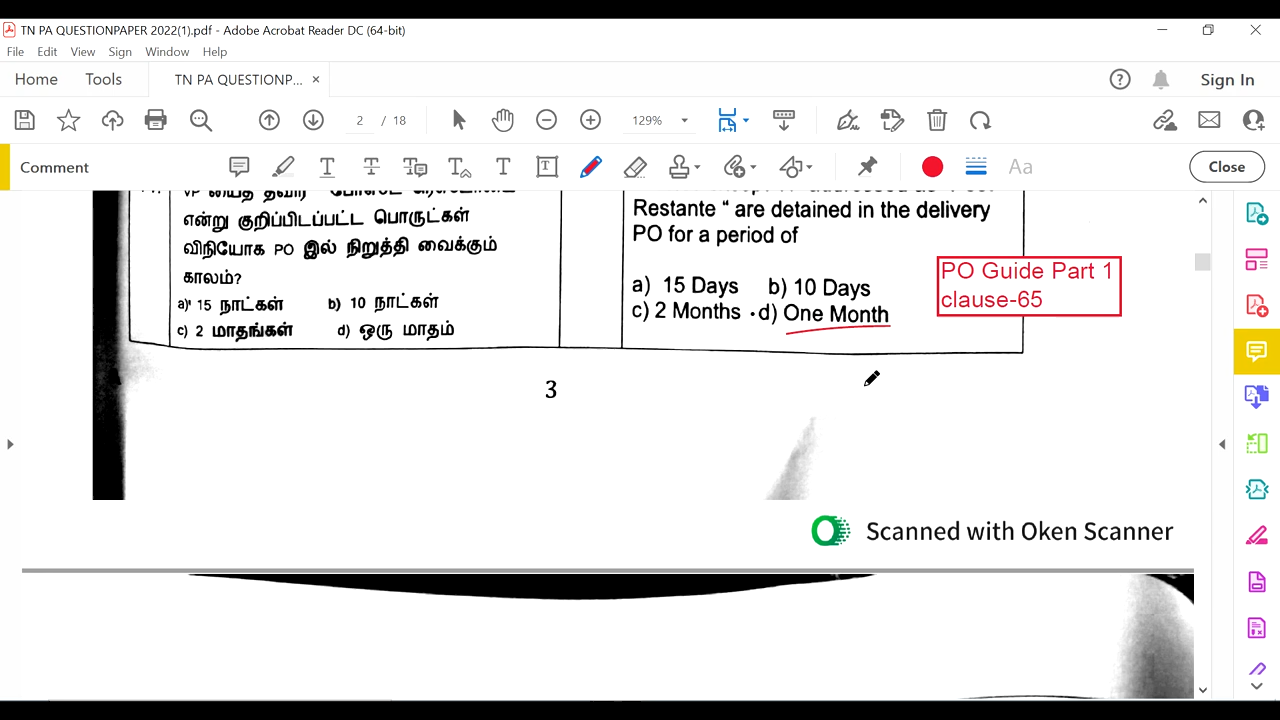 TN PA QUESTIONPAPER 2022(1).pdf - Adobe Acrobat Reader DC (64-bit)
File Edit View Sign Window Help
Home Tools TN PA QUESTIONP... × Sign In
2 / 18 129%
Comment Aa Close
என்று குறிப்பிடப்பட்ட பொருட்கள்
விநியோக PO இல் நிறுத்தி வைக்கும்
காலம்?
a) 15 நாட்கள் b) 10 நாட்கள்
c) 2 மாதங்கள் d) ஒரு மாதம்
Restante " are detained in the delivery
PO for a period of
a) 15 Days b) 10 Days
c) 2 Months d) One Month
PO Guide Part 1
clause-65
3
Scanned with Oken Scanner